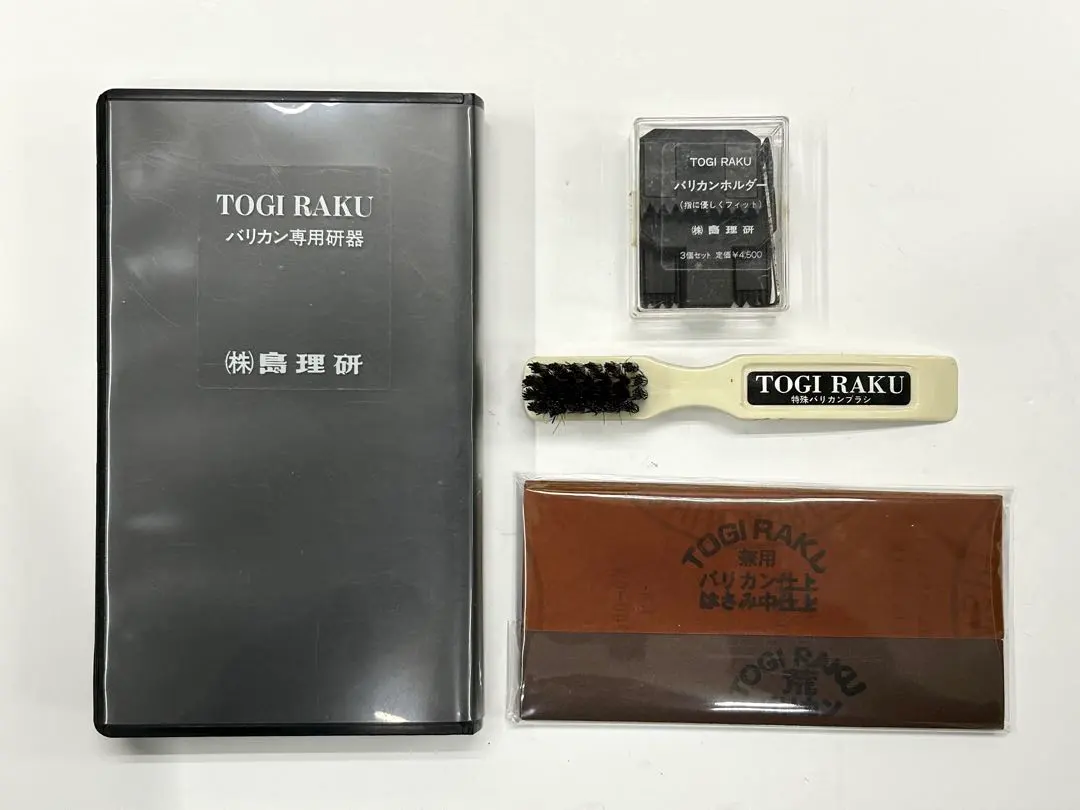 TOGI RAKU
バリカン専用研器
㈱島理研
TOGI RAKU
バリカンホルダー
(指に優しくフィット)
㈱島理研
3個セット 定価¥4,500
TOGI RAKU
特殊バリカンブラシ
TOGI RAKU
兼用
バリカン仕上
はさみ中仕上
TOGI RAKU
荒